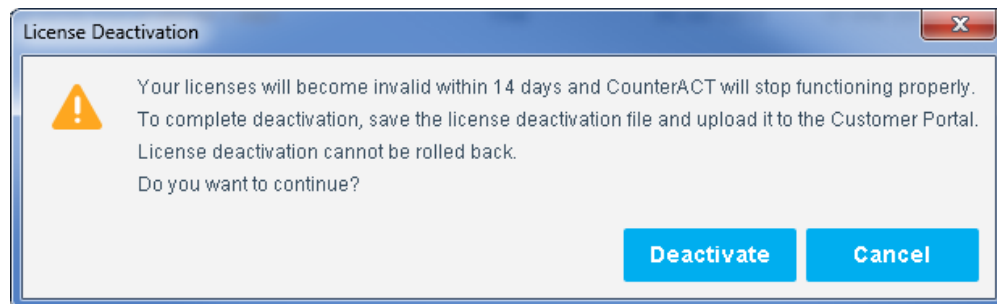 License Deactivation
Your licenses will become invalid within 14 days and CounterACT will stop functioning properly.
To complete deactivation, save the license deactivation file and upload it to the Customer Portal.
License deactivation cannot be rolled back.
Do you want to continue?
Deactivate Cancel